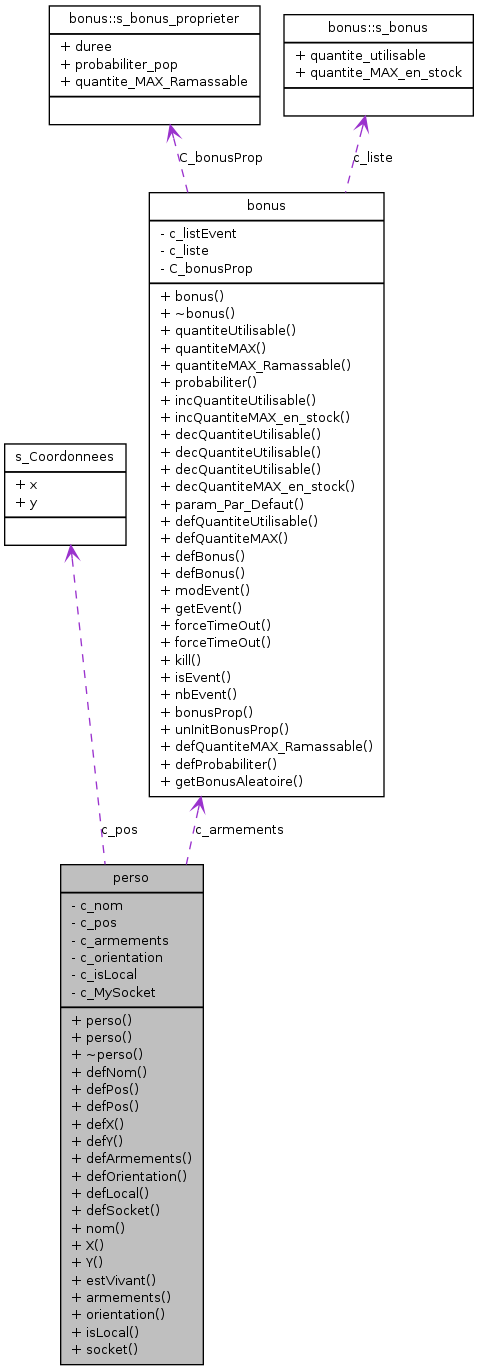 bonus::s_bonus_proprieter
+ duree
+ probabiliter_pop
+ quantite_MAX_Ramassable
bonus::s_bonus
+ quantite_utilisable
+ quantite_MAX_en_stock
C_bonusProp
c_liste
bonus
- c_listEvent
- c_liste
- C_bonusProp
+ bonus()
+ ~bonus()
+ quantiteUtilisable()
+ quantiteMAX()
+ quantiteMAX_Ramassable()
+ probabiliter()
+ incQuantiteUtilisable()
+ incQuantiteMAX_en_stock()
+ decQuantiteUtilisable()
+ decQuantiteUtilisable()
+ decQuantiteUtilisable()
+ decQuantiteMAX_en_stock()
+ param_Par_Defaut()
+ defQuantiteUtilisable()
+ defQuantiteMAX()
+ defBonus()
+ defBonus()
+ modEvent()
+ getEvent()
+ forceTimeOut()
+ forceTimeOut()
+ kill()
+ isEvent()
+ nbEvent()
+ bonusProp()
+ unInitBonusProp()
+ defQuantiteMAX_Ramassable()
+ defProbabiliter()
+ getBonusAleatoire()
s_Coordonnees
+ x
+ y
c_pos
c_armements
perso
- c_nom
- c_pos
- c_armements
- c_orientation
- c_isLocal
- c_MySocket
+ perso()
+ perso()
+ ~perso()
+ defNom()
+ defPos()
+ defPos()
+ defX()
+ defY()
+ defArmements()
+ defOrientation()
+ defLocal()
+ defSocket()
+ nom()
+ X()
+ Y()
+ estVivant()
+ armements()
+ orientation()
+ isLocal()
+ socket()